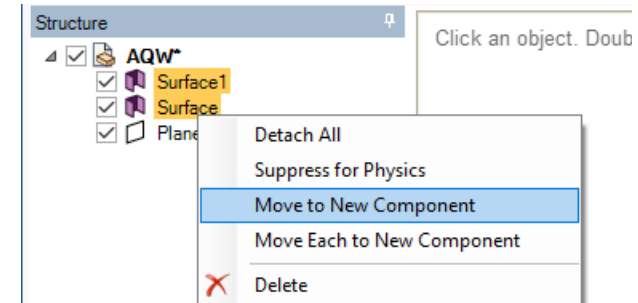 Structure
Click an object. Doub
AQW*
Surface1
Surface
Plane
Detach All
Suppress for Physics
Move to New Component
Move Each to New Component
Delete